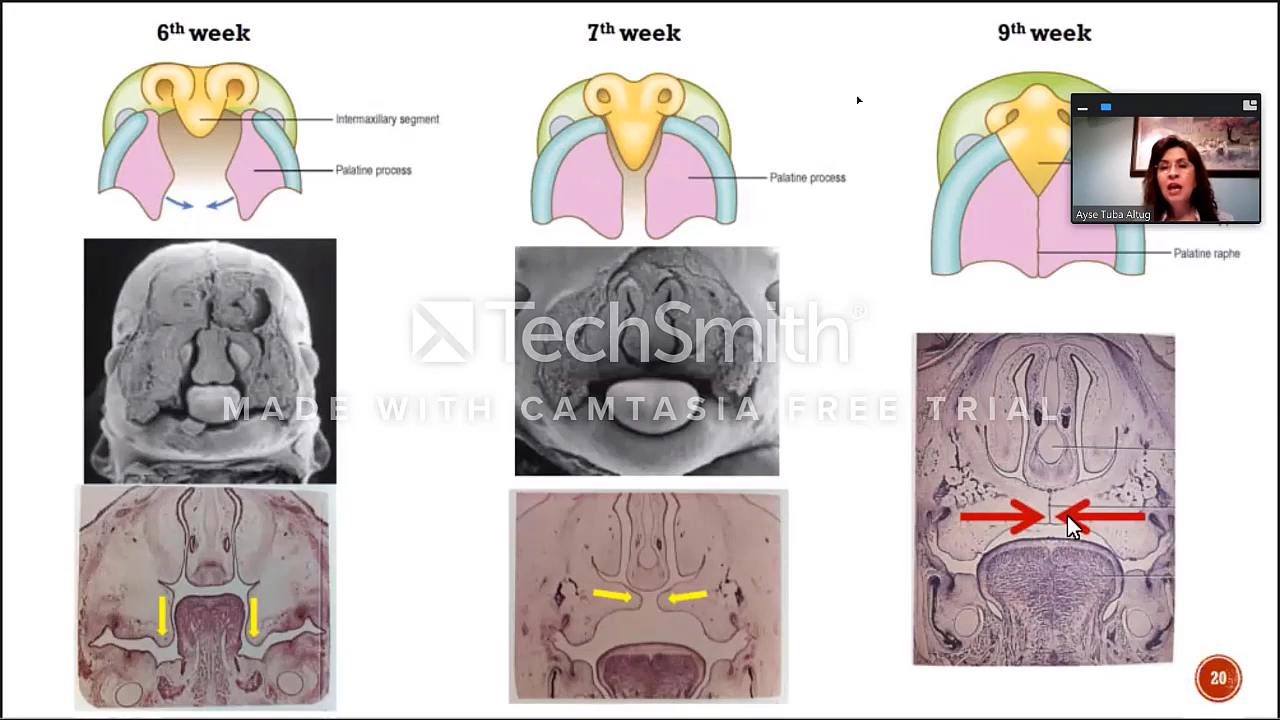 6th week
7th week
9th week
Intermaxillary segment
Palatine process
Palatine process
Ayse Tuba Altug
Palatine raphe
TechSmith®
MADE WITH CAMTASIA FREE TRIAL
20